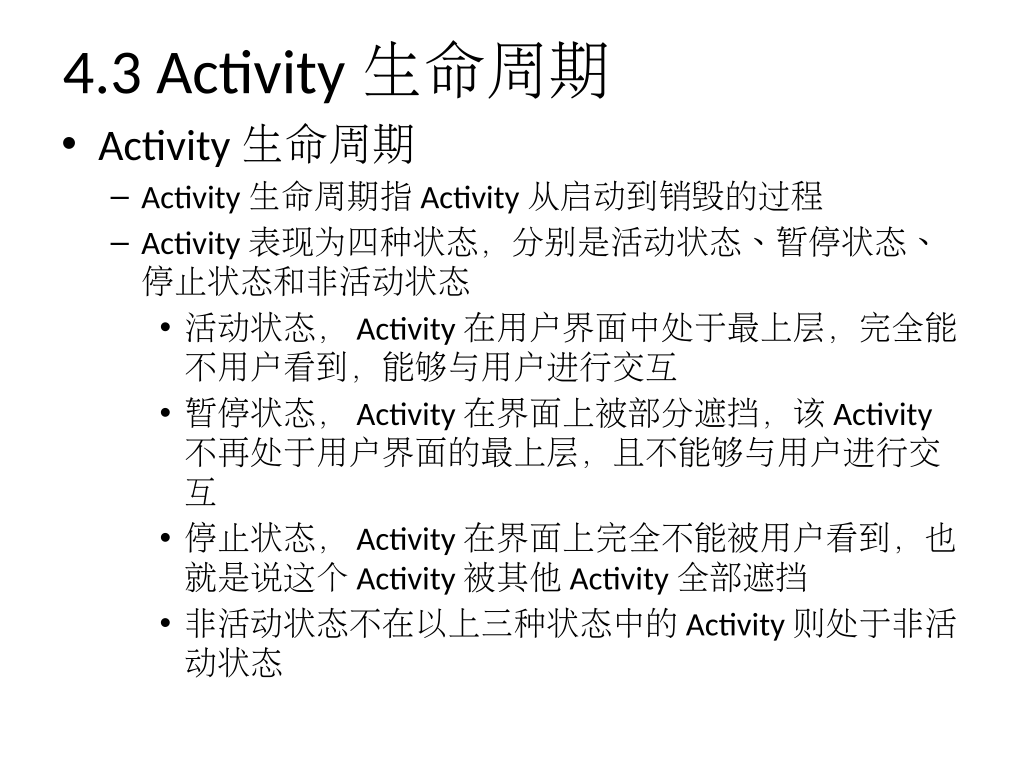 4.3 Activity 生命周期
• Activity 生命周期
– Activity 生命周期指 Activity 从启动到销毁的过程
– Activity 表现为四种状态，分别是活动状态、暂停状态、
停止状态和非活动状态
• 活动状态， Activity 在用户界面中处于最上层，完全能
不用户看到，能够与用户进行交互
• 暂停状态， Activity 在界面上被部分遮挡，该 Activity
不再处于用户界面的最上层，且不能够与用户进行交
互
• 停止状态， Activity 在界面上完全不能被用户看到，也
就是说这个 Activity 被其他 Activity 全部遮挡
• 非活动状态不在以上三种状态中的 Activity 则处于非活
动状态